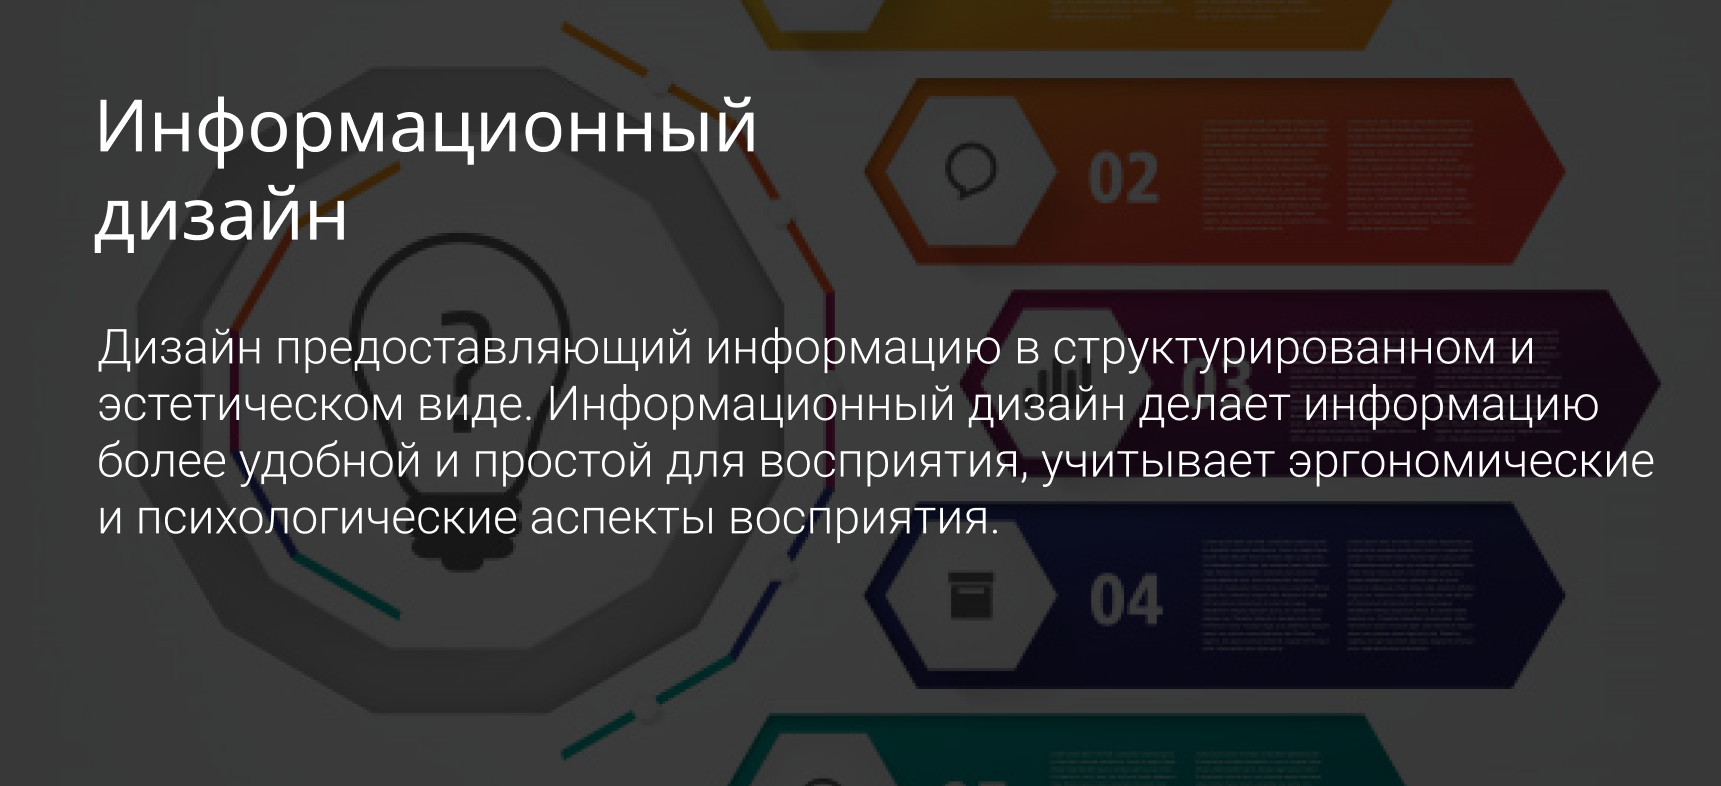 Информационный
дизайн
Дизайн предоставляющий информацию в структурированном и
эстетическом виде. Информационный дизайн делает информацию
более удобной и простой для восприятия, учитывает эргономические
и психологические аспекты восприятия.
02
03
04
?